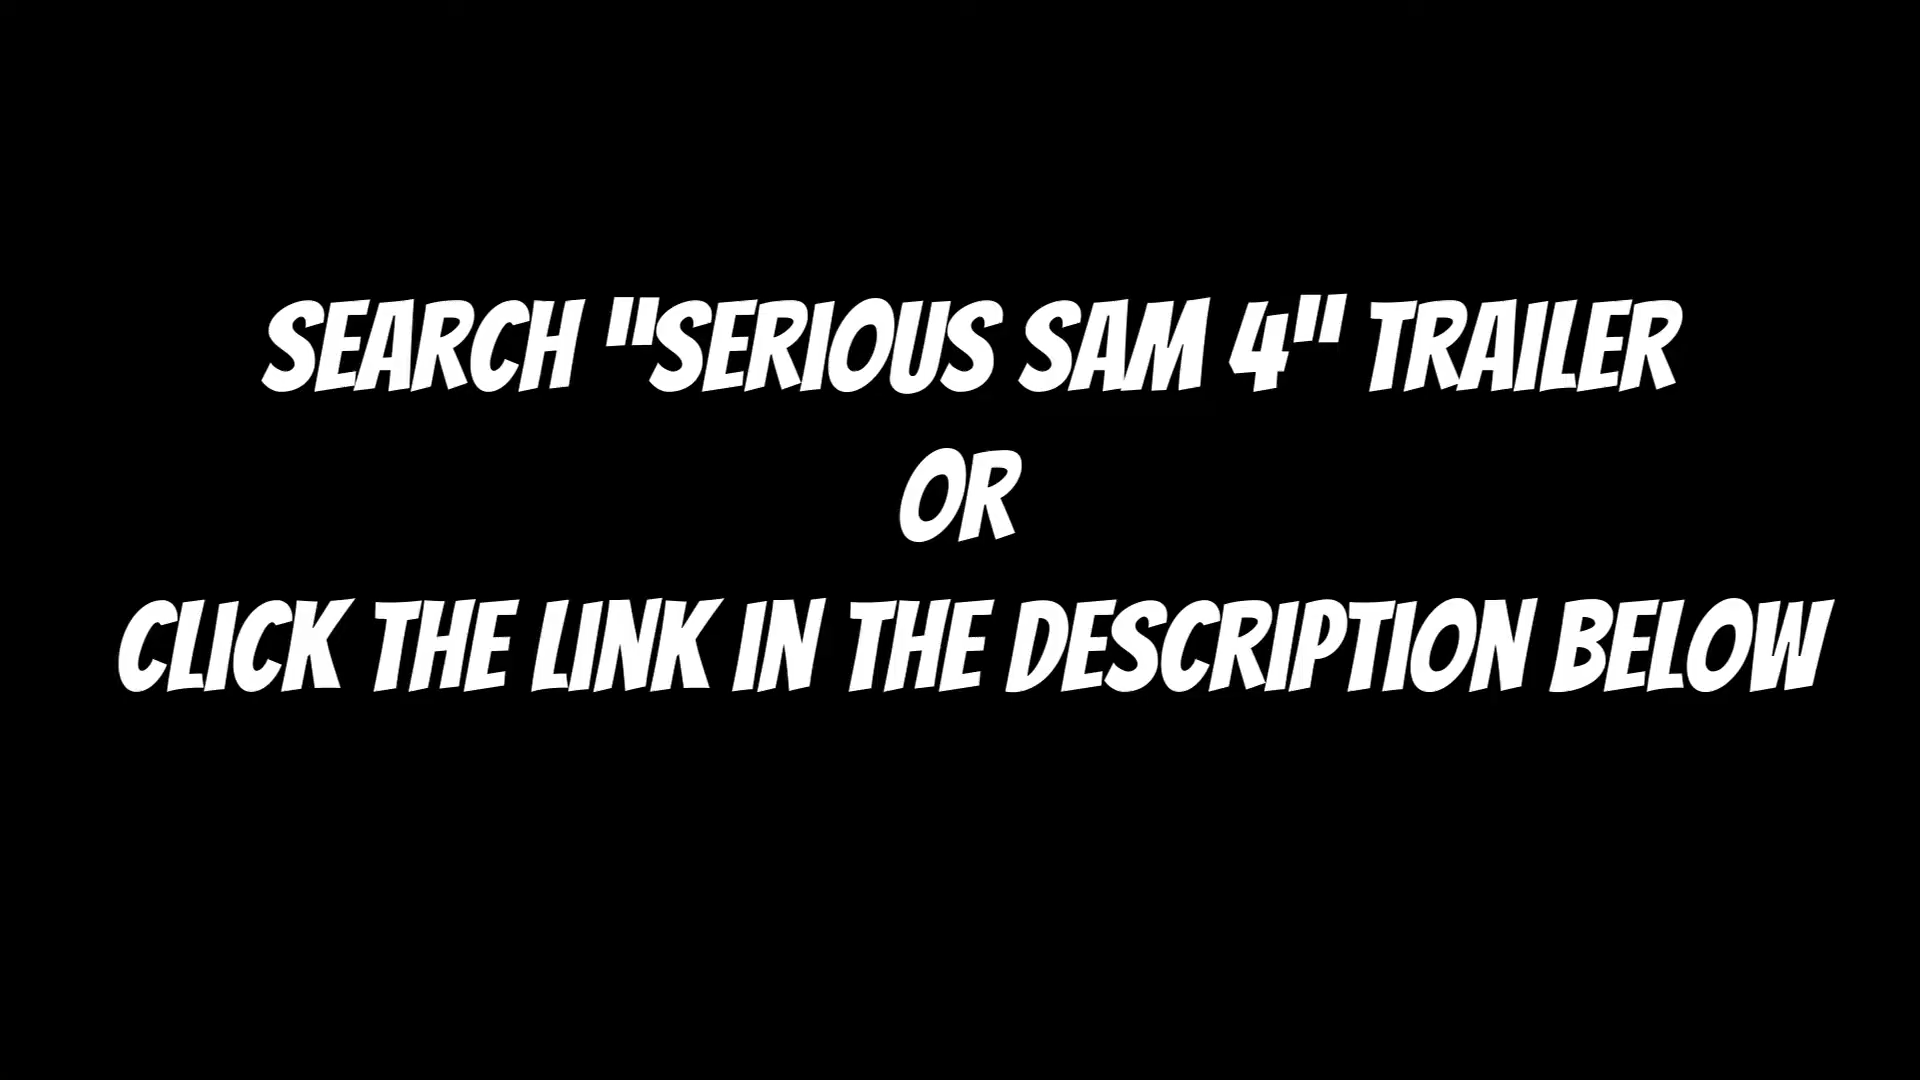 SEARCH "SERIOUS SAM 4" TRAILER
OR
CLICK THE LINK IN THE DESCRIPTION BELOW